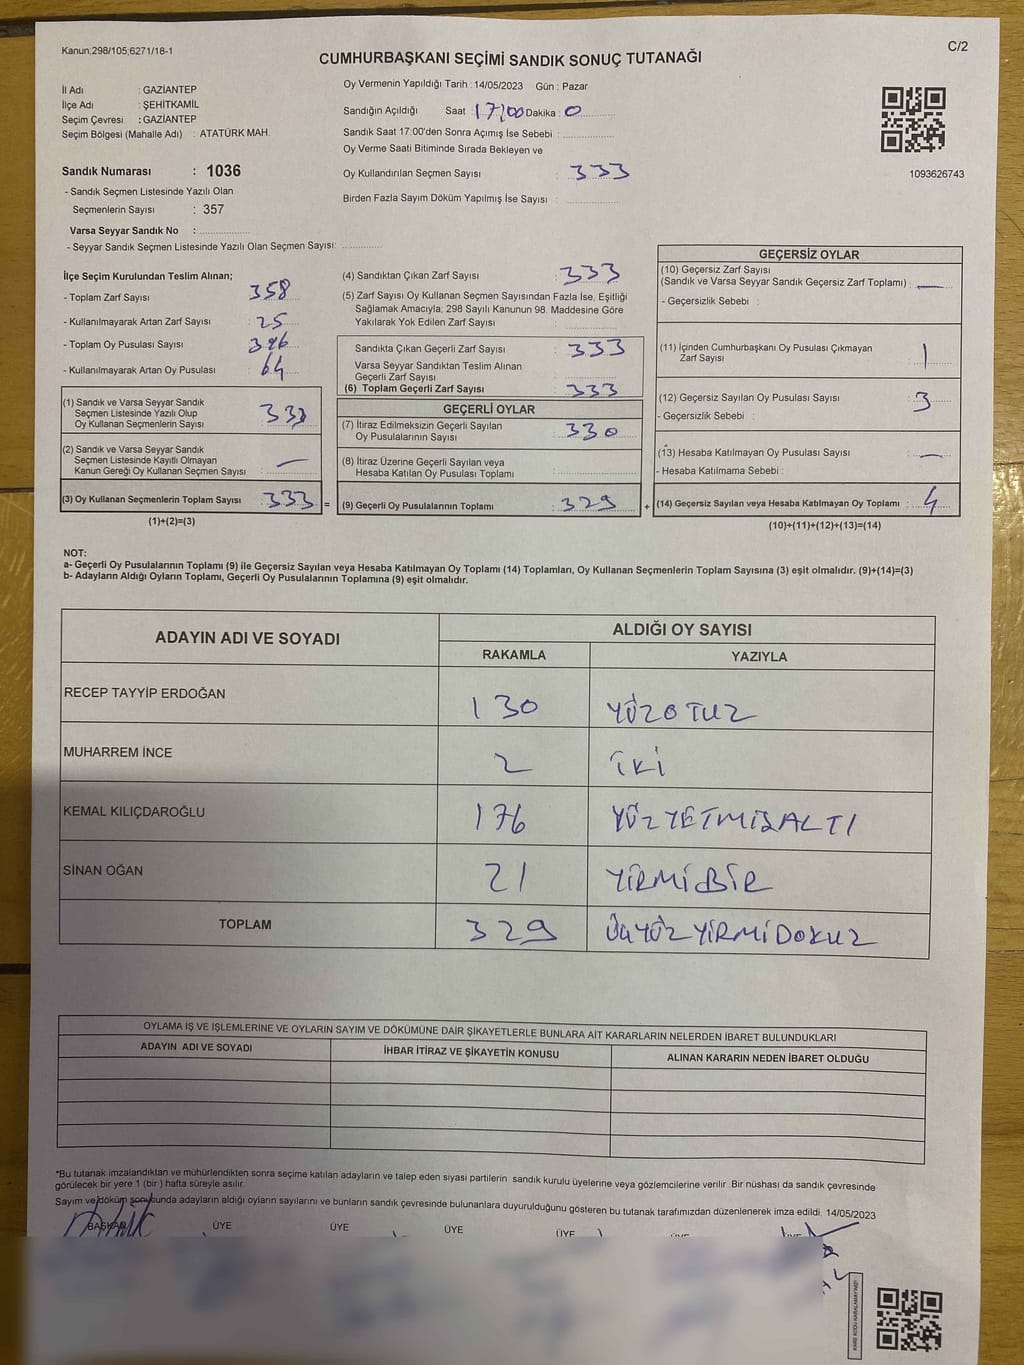 Kanun;298/105;6271/18-1
C/2
CUMHURBAŞKANI SEÇİMİ SANDIK SONUÇ TUTANAĞI
İl Adı : GAZİANTEP
İlçe Adı : ŞEHİTKAMİL
Seçim Çevresi : GAZİANTEP
Seçim Bölgesi (Mahalle Adı) : ATATÜRK MAH.
Oy Vermenin Yapıldığı Tarih : 14/05/2023 Gün : Pazar
Sandığın Açıldığı Saat : 17/00 Dakika : 0
Sandık Saat 17:00'den Sonra Açımış İse Sebebi :
Oy Verme Saati Bitiminde Sırada Bekleyen ve
Oy Kullandırılan Seçmen Sayısı : 333
Birden Fazla Sayım Döküm Yapılmış İse Sayısı :
1093626743
Sandık Numarası : 1036
- Sandık Seçmen Listesinde Yazılı Olan
Seçmenlerin Sayısı : 357
Varsa Seyyar Sandık No :
- Seyyar Sandık Seçmen Listesinde Yazılı Olan Seçmen Sayısı:
İlçe Seçim Kurulundan Teslim Alınan;
- Toplam Zarf Sayısı : 358
- Kullanılmayarak Artan Zarf Sayısı : 25
- Toplam Oy Pusulası Sayısı :
- Kullanılmayarak Artan Oy Pusulası : 64
(1) Sandık ve Varsa Seyyar Sandık
Seçmen Listesinde Yazılı Olup
Oy Kullanan Seçmenlerin Sayısı : 333
(2) Sandık ve Varsa Seyyar Sandık
Seçmen Listesinde Kayıtlı Olmayan
Kanun Gereği Oy Kullanan Seçmen Sayısı : —
(3) Oy Kullanan Seçmenlerin Toplam Sayısı : 333 =
(1)+(2)=(3)
(4) Sandıktan Çıkan Zarf Sayısı : 333
(5) Zarf Sayısı Oy Kullanan Seçmen Sayısından Fazla İse, Eşitliği
Sağlamak Amacıyla; 298 Sayılı Kanunun 98. Maddesine Göre
Yakılarak Yok Edilen Zarf Sayısı :
Sandıkta Çıkan Geçerli Zarf Sayısı : 333
Varsa Seyyar Sandıktan Teslim Alınan
Geçerli Zarf Sayısı :
(6) Toplam Geçerli Zarf Sayısı : 333
GEÇERLİ OYLAR
(7) İtiraz Edilmeksizin Geçerli Sayılan
Oy Pusulalarının Sayısı : 330
(8) İtiraz Üzerine Geçerli Sayılan veya
Hesaba Katılan Oy Pusulası Toplamı :
(9) Geçerli Oy Pusulalarının Toplamı : 329 +
GEÇERSİZ OYLAR
(10) Geçersiz Zarf Sayısı
(Sandık ve Varsa Seyyar Sandık Geçersiz Zarf Toplamı) : —
- Geçersizlik Sebebi :
(11) İçinden Cumhurbaşkanı Oy Pusulası Çıkmayan
Zarf Sayısı : 1
(12) Geçersiz Sayılan Oy Pusulası Sayısı : 3
- Geçersizlik Sebebi :
(13) Hesaba Katılmayan Oy Pusulası Sayısı : —
- Hesaba Katılmama Sebebi :
(14) Geçersiz Sayılan veya Hesaba Katılmayan Oy Toplamı : 4
(10)+(11)+(12)+(13)=(14)
NOT:
a- Geçerli Oy Pusulalarının Toplamı (9) ile Geçersiz Sayılan veya Hesaba Katılmayan Oy Toplamı (14) Toplamları, Oy Kullanan Seçmenlerin Toplam Sayısına (3) eşit olmalıdır. (9)+(14)=(3)
b- Adayların Aldığı Oyların Toplamı, Geçerli Oy Pusulalarının Toplamına (9) eşit olmalıdır.
ADAYIN ADI VE SOYADI
ALDIĞI OY SAYISI
RAKAMLA YAZIYLA
RECEP TAYYİP ERDOĞAN 130 YÜZOTUZ
MUHARREM İNCE 2 İKİ
KEMAL KILIÇDAROĞLU 176 YÜZYETMİŞALTI
SİNAN OĞAN 21 YİRMİBİR
TOPLAM 329 ÜÇYÜZYİRMİDOKUZ
OYLAMA İŞ VE İŞLEMLERİNE VE OYLARIN SAYIM VE DÖKÜMÜNE DAİR ŞİKAYETLERLE BUNLARA AİT KARARLARIN NELERDEN İBARET BULUNDUKLARI
ADAYIN ADI VE SOYADI İHBAR İTİRAZ VE ŞİKAYETİN KONUSU ALINAN KARARIN NEDEN İBARET OLDUĞU
*Bu tutanak imzalandıktan ve mühürlendikten sonra seçime katılan adayların ve talep eden siyasi partilerin sandık kurulu üyelerine veya gözlemcilerine verilir. Bir nüshası da sandık çevresinde
görülecek bir yere 1 (bir ) hafta süreyle asılır.
Sayım ve döküm sonucunda adayların aldığı oyların sayılarını ve bunların sandık çevresinde bulunanlara duyurulduğunu gösteren bu tutanak tarafımızdan düzenlenerek imza edildi. 14/05/2023
BAŞKAN ÜYE ÜYE ÜYE ÜYE